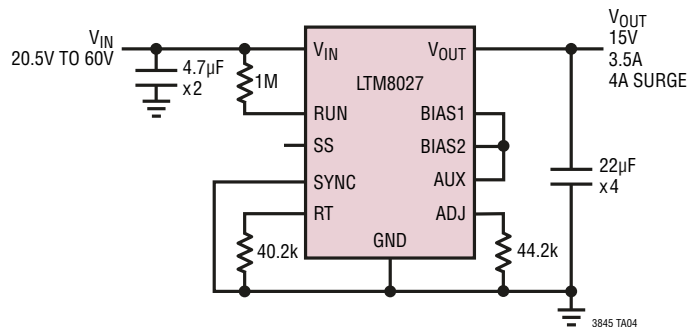 VIN
20.5V TO 60V
4.7µF
x2
1M
VIN
RUN
SS
SYNC
RT
LTM8027
GND
VOUT
BIAS1
BIAS2
AUX
ADJ
40.2k
44.2k
VOUT
15V
3.5A
4A SURGE
22µF
x4
3845 TA04